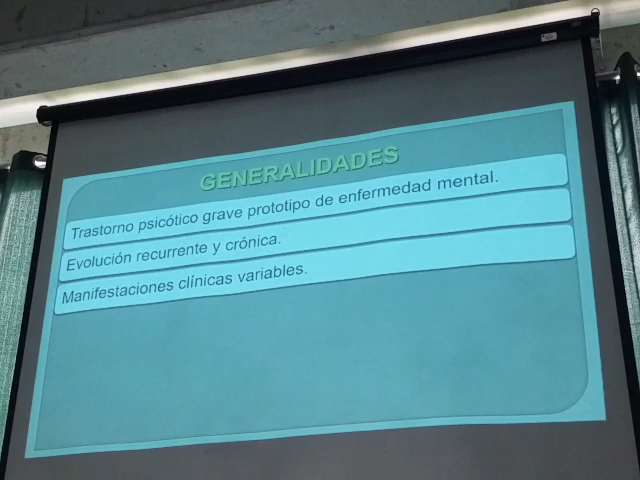 GENERALIDADES
Trastorno psicótico grave prototipo de enfermedad mental.
Evolución recurrente y crónica.
Manifestaciones clínicas variables.